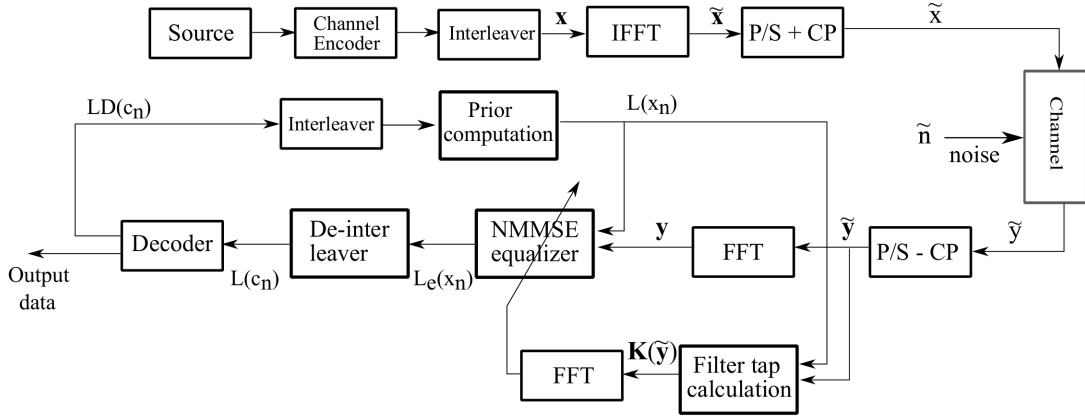 x
x̃
x̃
Source
Channel
Encoder
Interleaver
IFFT
P/S + CP
LD(cn)
L(xn)
Interleaver
Prior
computation
Channel
ñ
noise
Decoder
De-inter
leaver
NMMSE
equalizer
y
FFT
ỹ
P/S - CP
ỹ
Output
data
L(cn)
Le(xn)
FFT
K(ỹ)
Filter tap
calculation